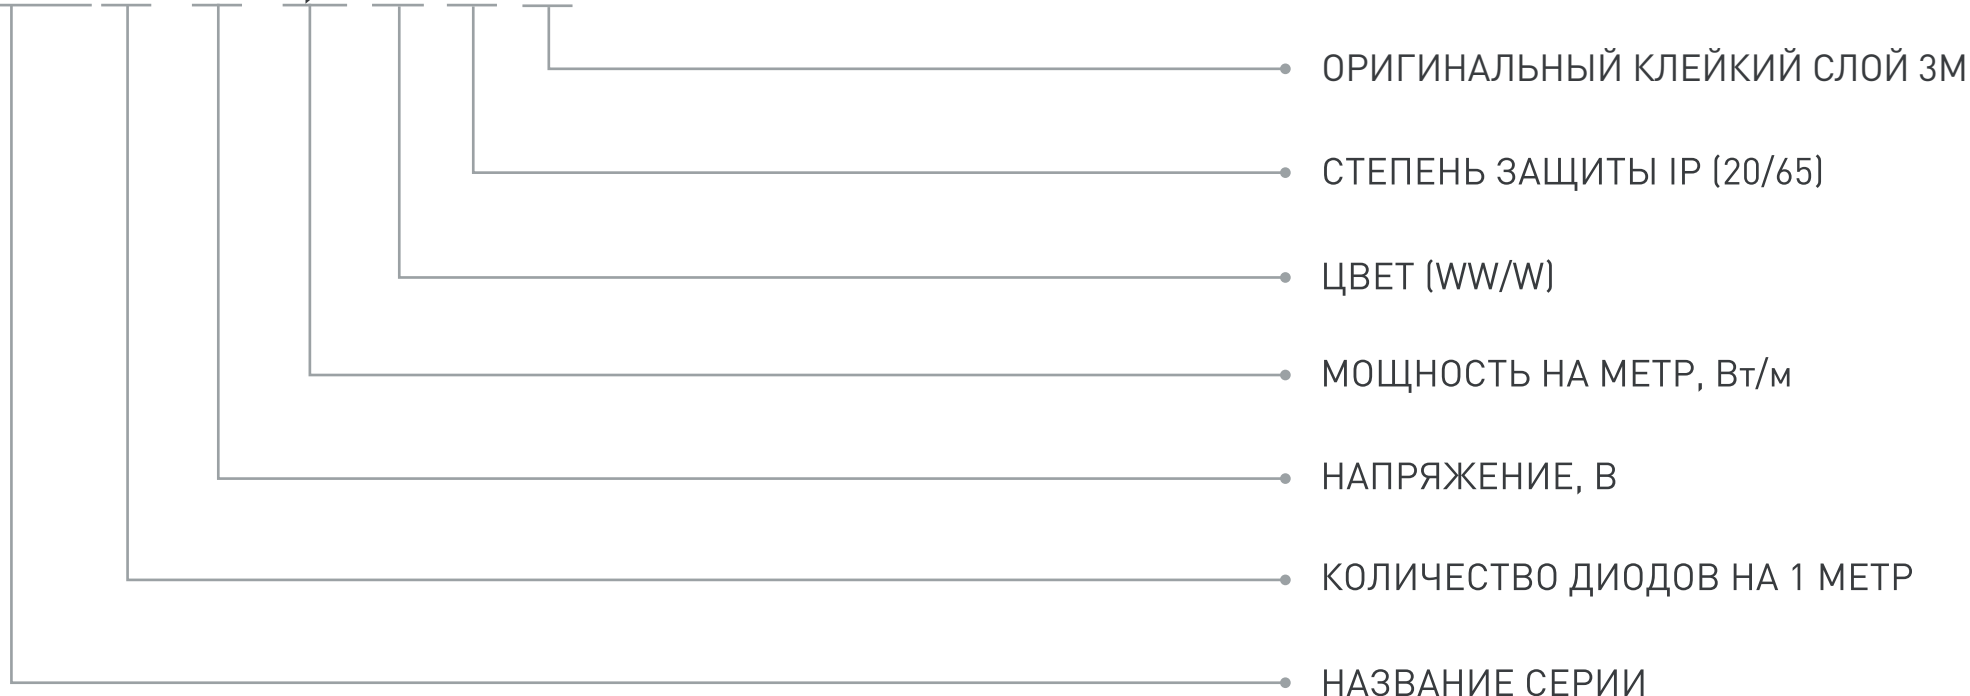 ОРИГИНАЛЬНЫЙ КЛЕЙКИЙ СЛОЙ 3М
СТЕПЕНЬ ЗАЩИТЫ IP (20/65)
ЦВЕТ (WW/W)
МОЩНОСТЬ НА МЕТР, Вт/м
НАПРЯЖЕНИЕ, В
КОЛИЧЕСТВО ДИОДОВ НА 1 МЕТР
НАЗВАНИЕ СЕРИИ